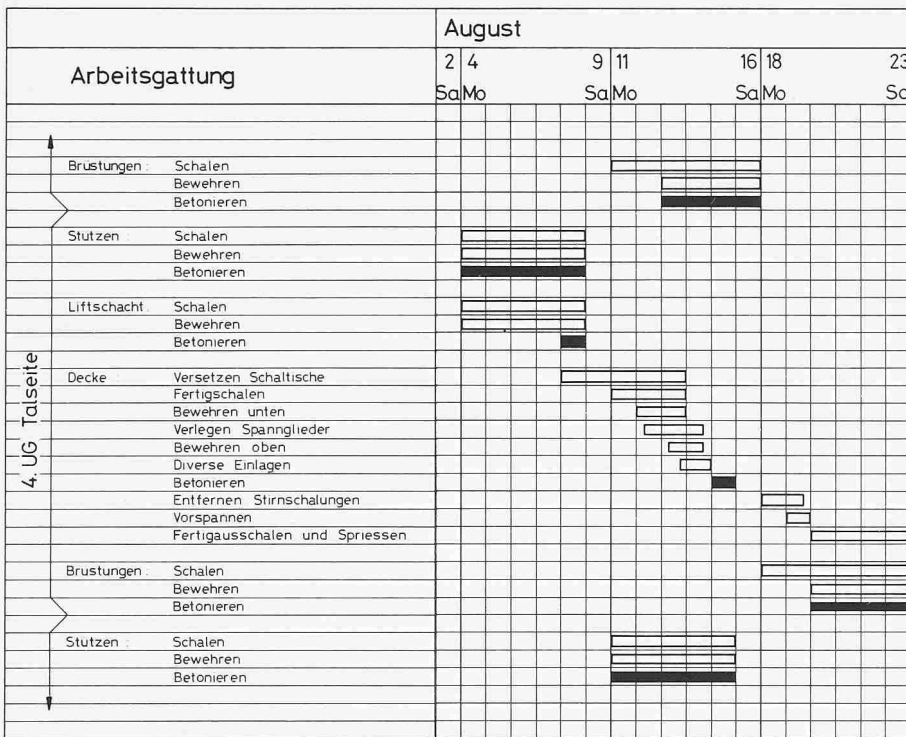 August
2 4 9 11 16 18 23
Arbeitsgattung
Sa Mo Sa Mo Sa Mo Sa
Brüstungen : Schalen
Bewehren
Betonieren
Stützen : Schalen
Bewehren
Betonieren
Liftschacht : Schalen
Bewehren
Betonieren
4. UG Talseite
Decke : Versetzen Schaltische
Fertigschalen
Bewehren unten
Verlegen Spannglieder
Bewehren oben
Diverse Einlagen
Betonieren
Entfernen Stirnschalungen
Vorspannen
Fertigausschalen und Spriessen
Brustungen : Schalen
Bewehren
Betonieren
Stutzen : Schalen
Bewehren
Betonieren